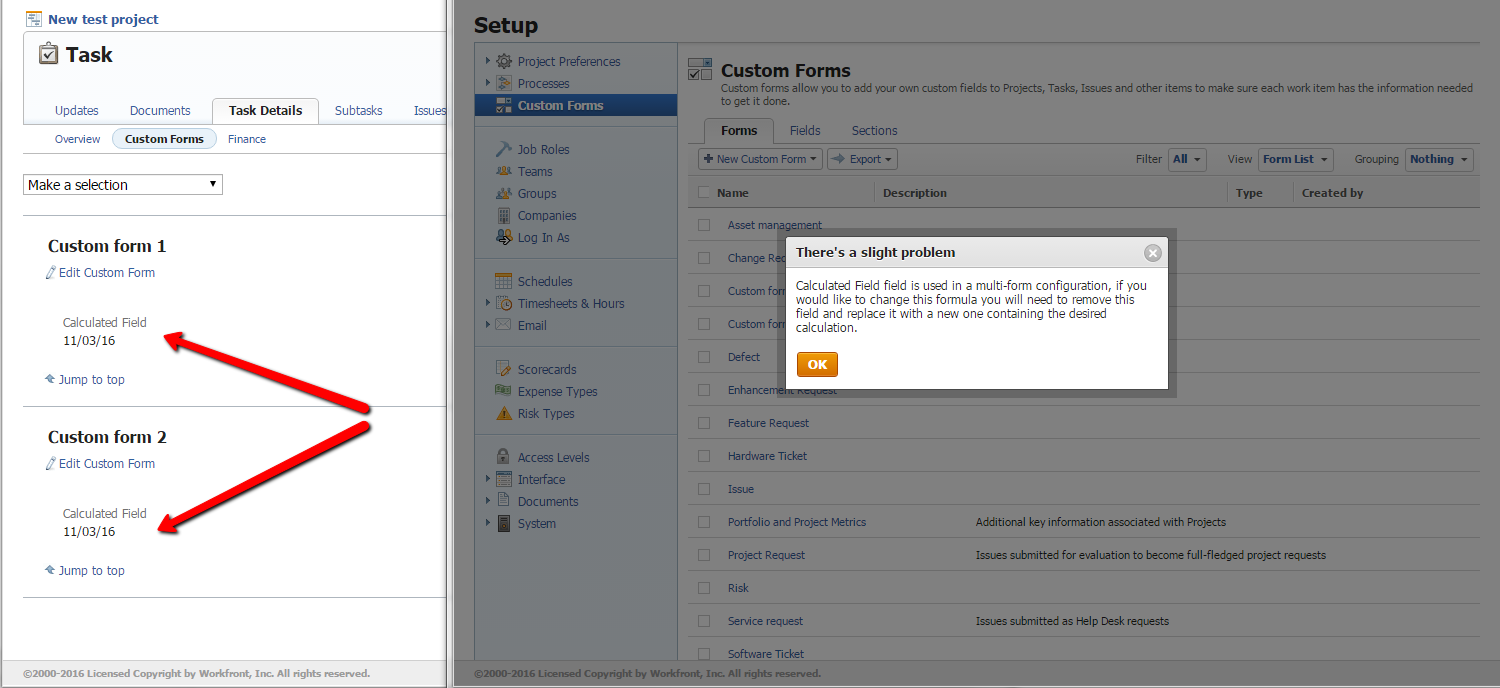 New test project
Task
Updates Documents Task Details Subtasks Issues
Overview Custom Forms Finance
Make a selection
Custom form 1
Edit Custom Form
Calculated Field
11/03/16
Jump to top
Custom form 2
Edit Custom Form
Calculated Field
11/03/16
Jump to top
©2000-2016 Licensed Copyright by Workfront, Inc. All rights reserved.
Setup
Project Preferences
Processes
Custom Forms
Job Roles
Teams
Groups
Companies
Log In As
Schedules
Timesheets & Hours
Email
Scorecards
Expense Types
Risk Types
Access Levels
Interface
Documents
System
Custom Forms
Custom forms allow you to add your own custom fields to Projects, Tasks, Issues and other items to make sure each work item has the information needed
to get it done.
Forms Fields Sections
New Custom Form Export Filter All View Form List Grouping Nothing
Name Description Type Created by
Asset management
Change Req
Custom for
Custom for
Defect
Enhancement Request
Feature Request
Hardware Ticket
Issue
Portfolio and Project Metrics Additional key information associated with Projects
Project Request Issues submitted for evaluation to become full-fledged project requests
Risk
Service request Issues submitted as Help Desk requests
Software Ticket
There's a slight problem
Calculated Field field is used in a multi-form configuration, if you
would like to change this formula you will need to remove this
field and replace it with a new one containing the desired
calculation.
OK
©2000-2016 Licensed Copyright by Workfront, Inc. All rights reserved.